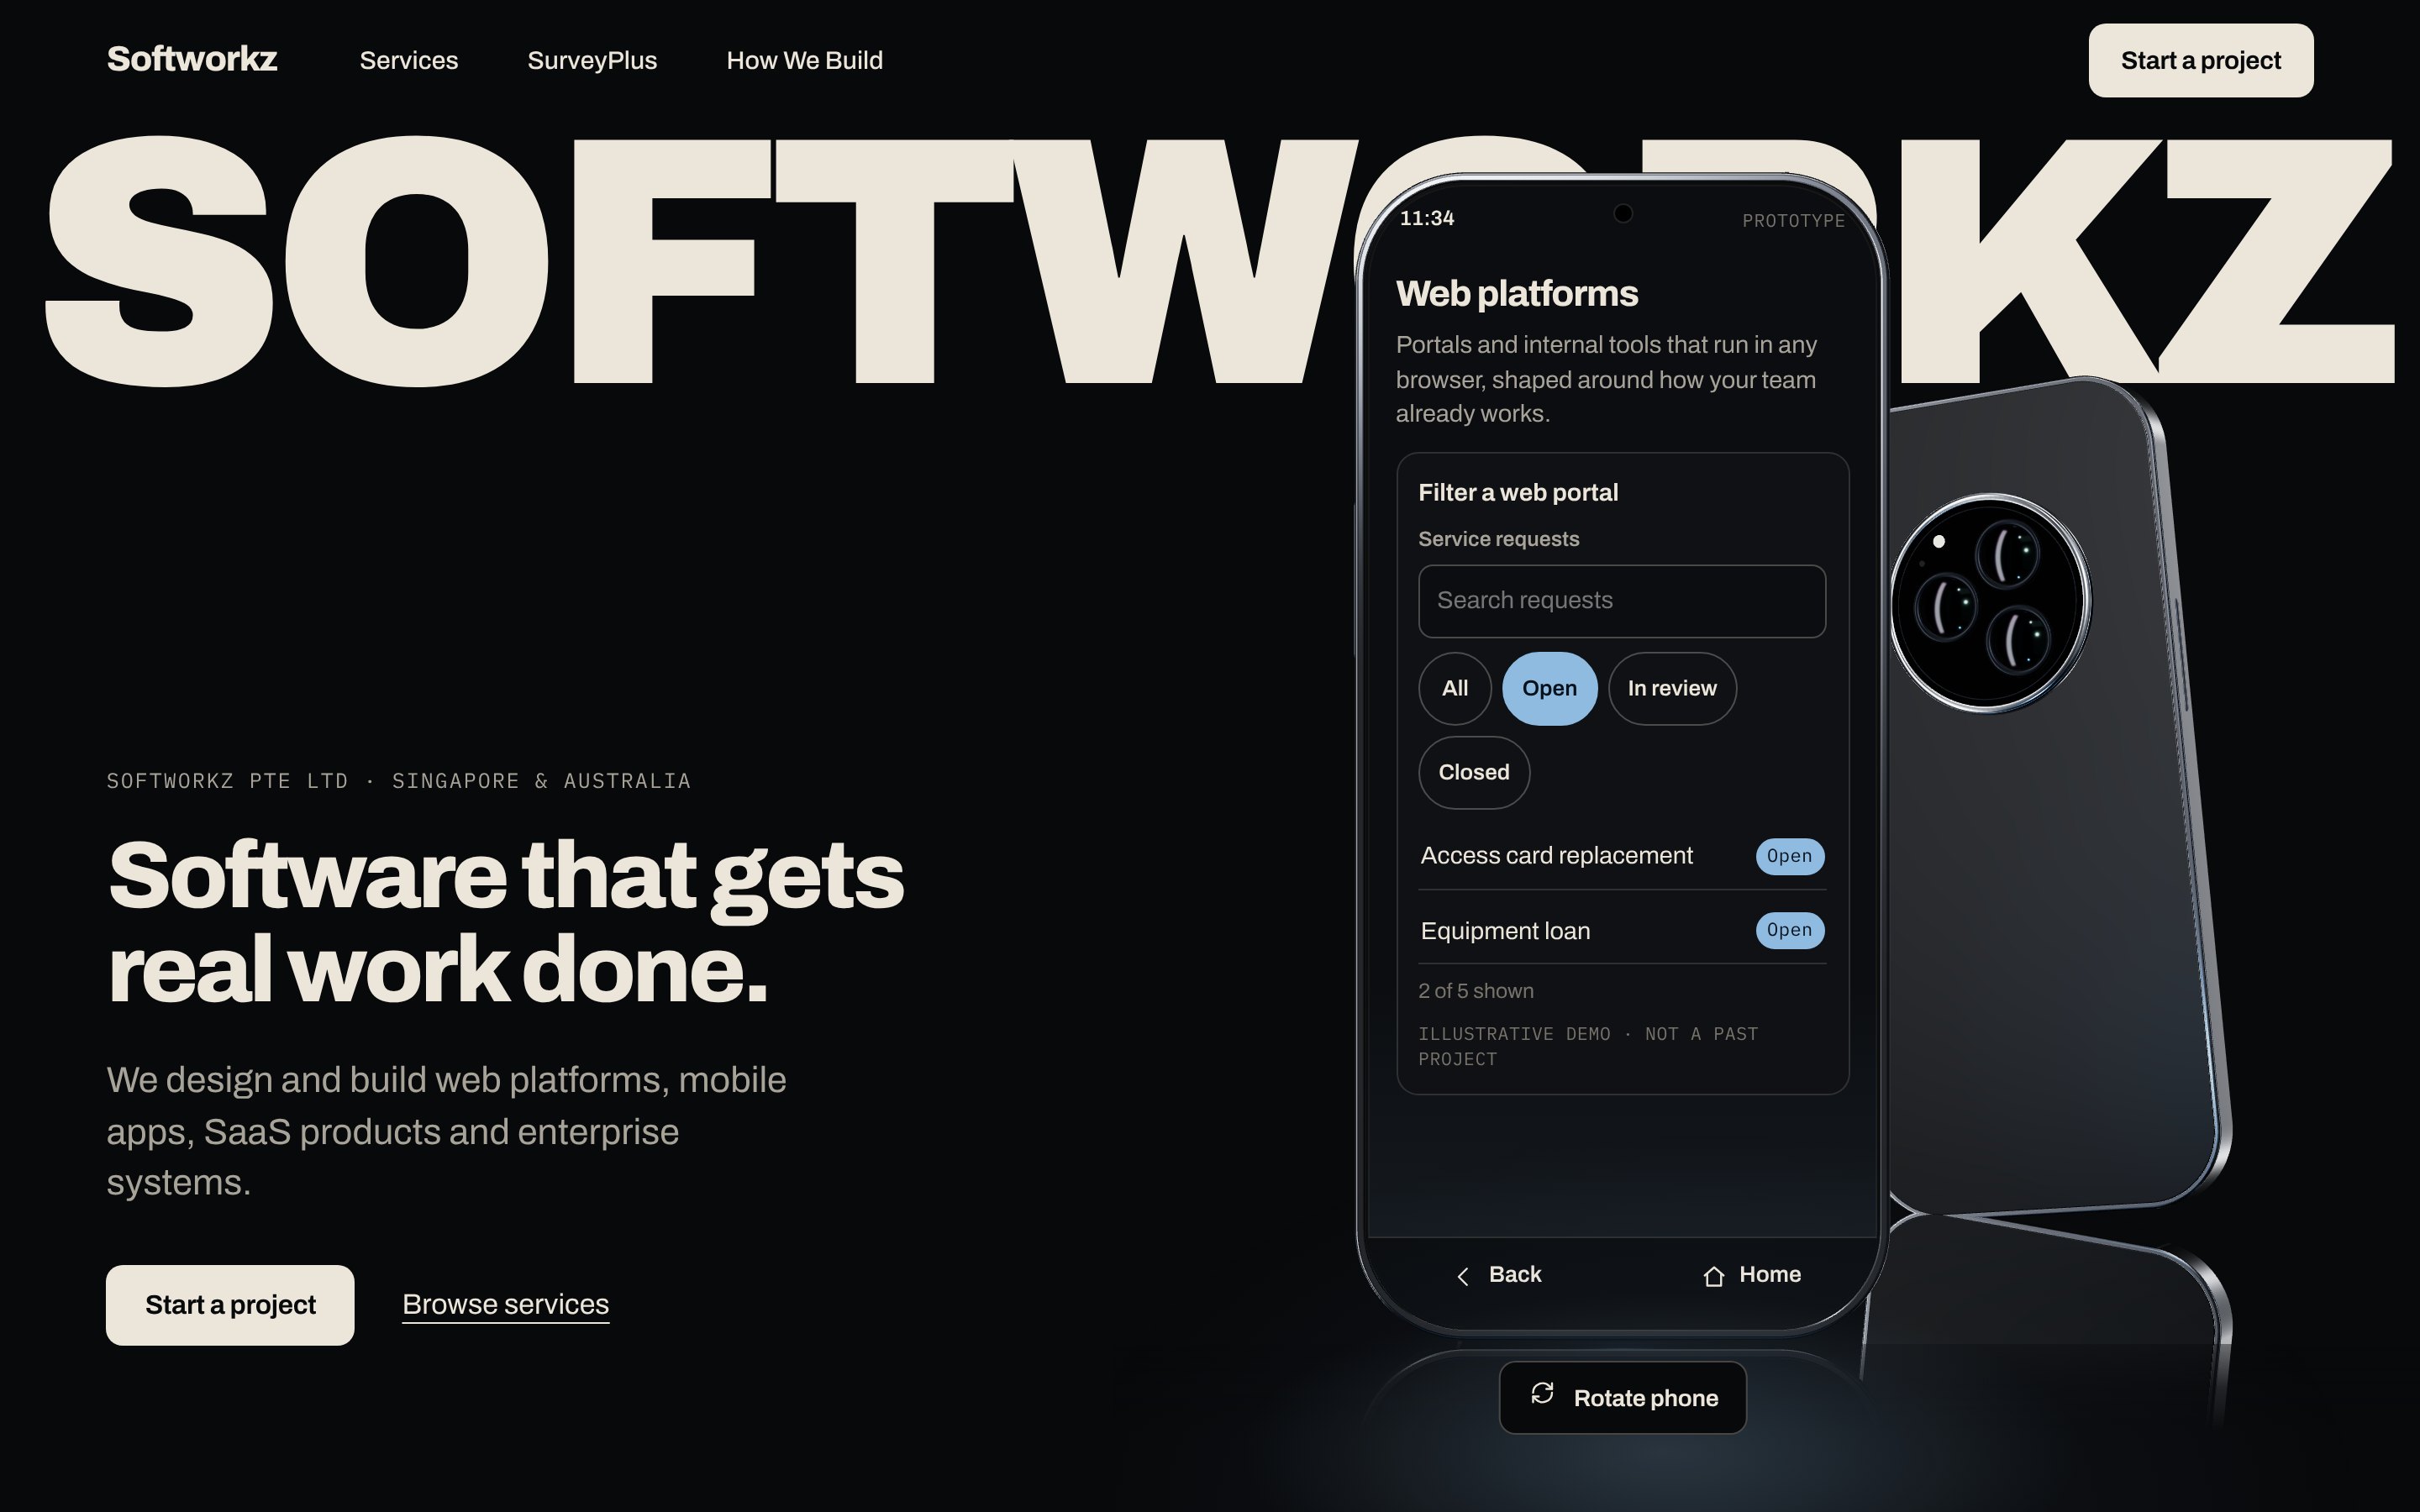 Softworkz
Services
SurveyPlus
How We Build
Start a project
SOFTWORKZ
SOFTWORKZ PTE LTD · SINGAPORE & AUSTRALIA
Software that gets
real work done.
We design and build web platforms, mobile
apps, SaaS products and enterprise
systems.
Start a project
Browse services
11:34
PROTOTYPE
Web platforms
Portals and internal tools that run in any
browser, shaped around how your team
already works.
Filter a web portal
Service requests
Search requests
All
Open
In review
Closed
Access card replacement
Open
Equipment loan
Open
2 of 5 shown
ILLUSTRATIVE DEMO · NOT A PAST
PROJECT
Back
Home
Rotate phone